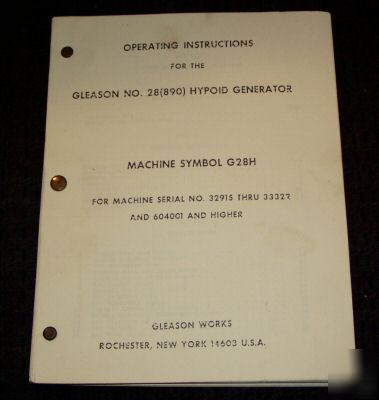 OPERATING INSTRUCTIONS
FOR THE
GLEASON NO. 28(890) HYPOID GENERATOR
MACHINE SYMBOL G28H
FOR MACHINE SERIAL NO. 32915 THRU 33322
AND 604001 AND HIGHER
GLEASON WORKS
ROCHESTER, NEW YORK 14603 U.S.A.